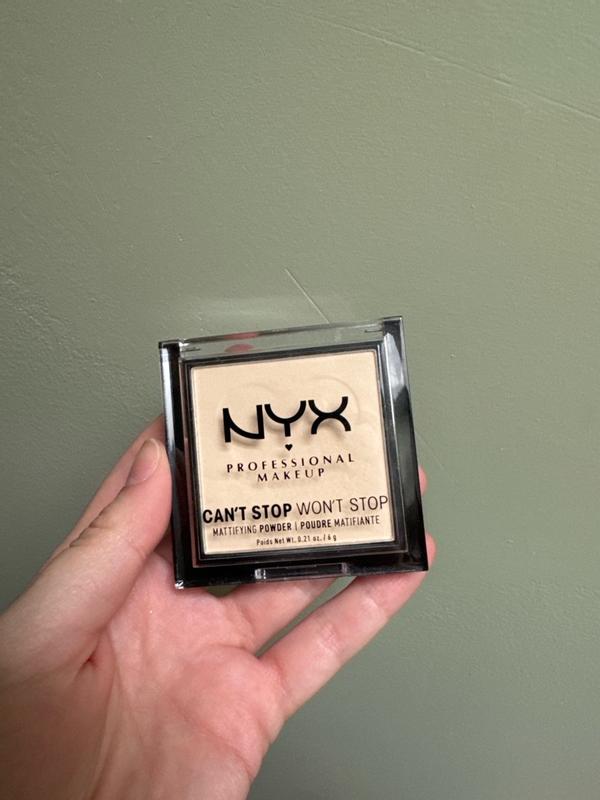 NYX
PROFESSIONAL
MAKEUP
CAN'T STOP WON'T STOP
MATTIFYING POWDER | POUDRE MATIFIANTE
Poids Net Wt. 0.21 oz. / 6 g